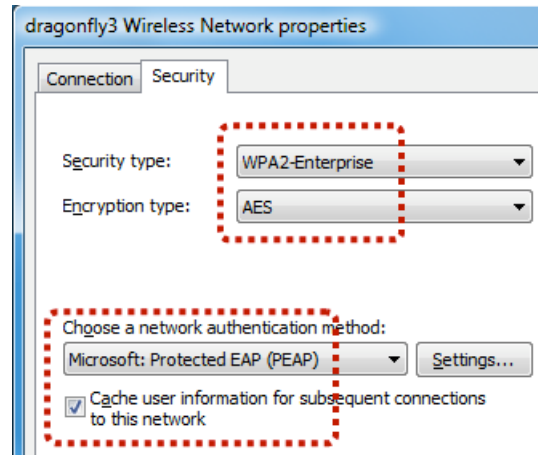 dragonfly3 Wireless Network properties
Connection Security
Security type: WPA2-Enterprise
Encryption type: AES
Choose a network authentication method:
Microsoft: Protected EAP (PEAP) Settings...
Cache user information for subsequent connections
to this network